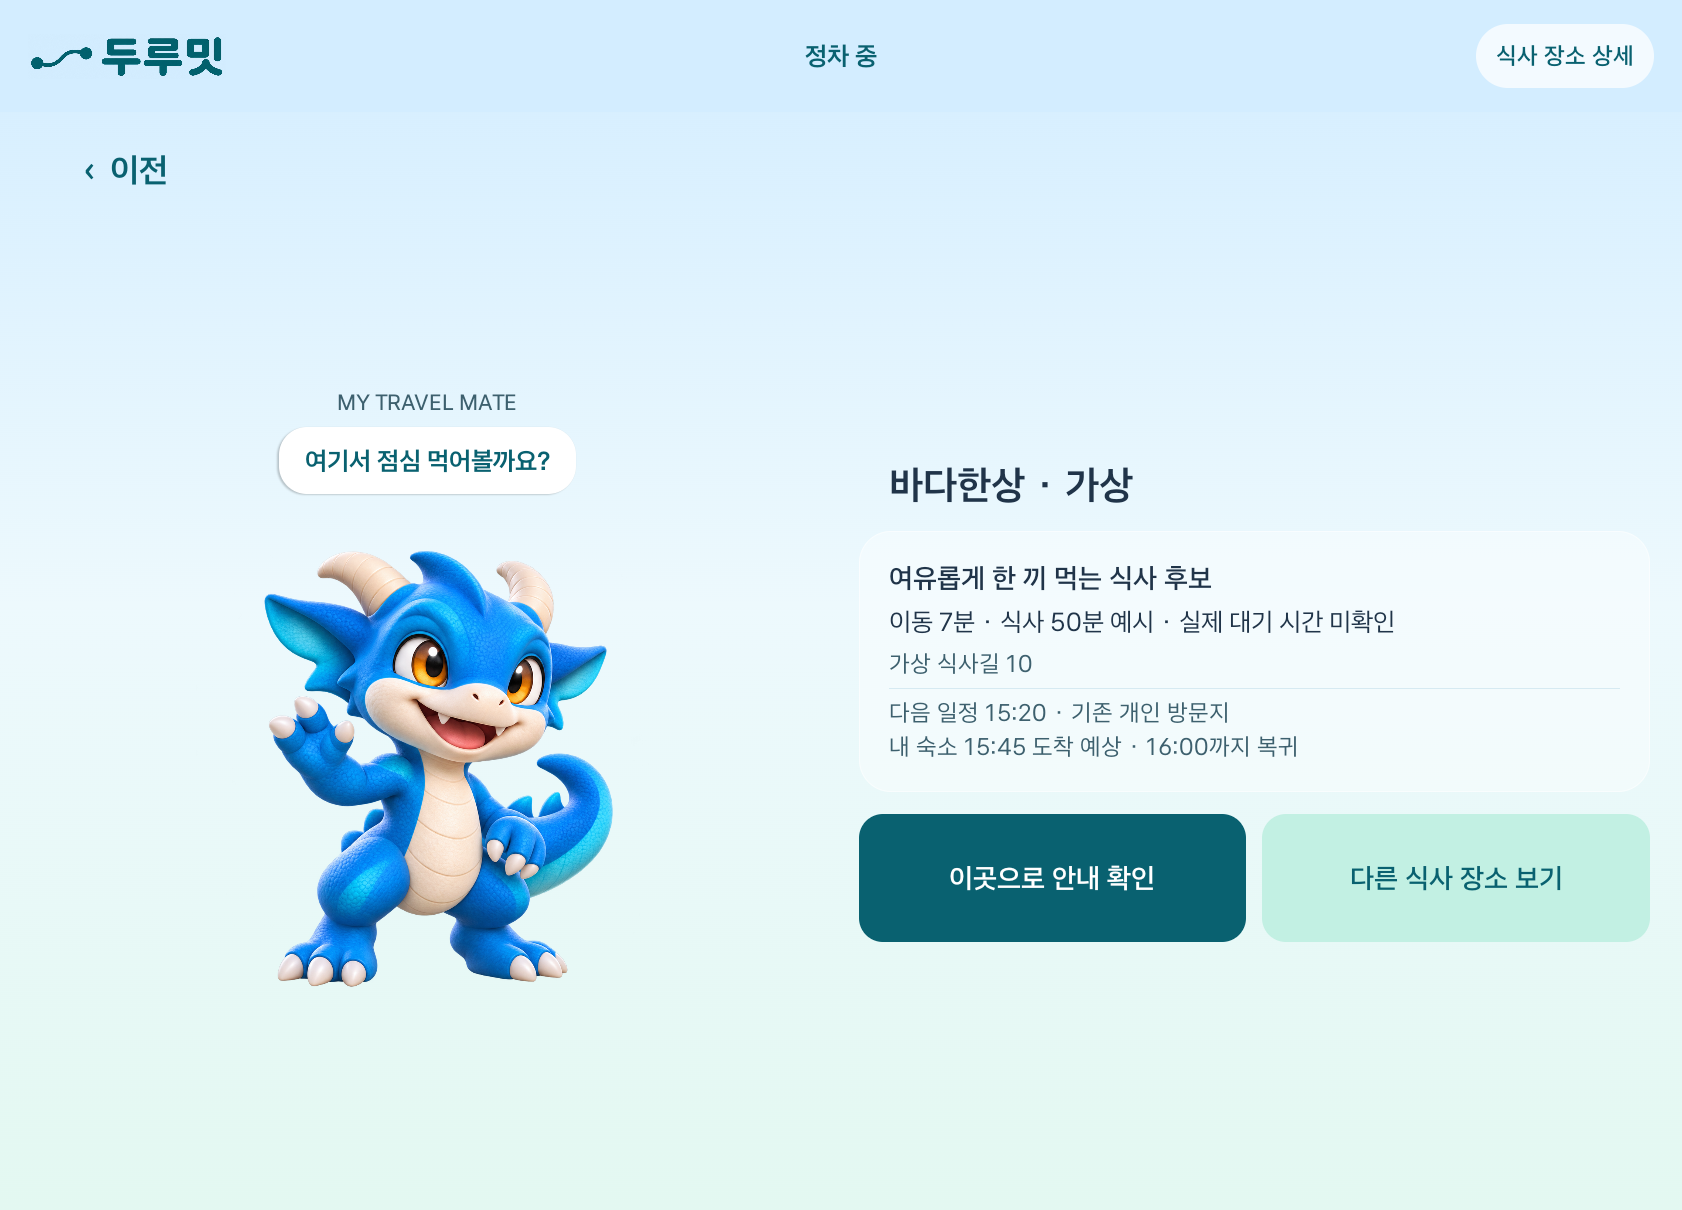 두루밋
정차 중
식사 장소 상세
‹ 이전
MY TRAVEL MATE
여기서 점심 먹어볼까요?
바다한상 · 가상
여유롭게 한 끼 먹는 식사 후보
이동 7분 · 식사 50분 예시 · 실제 대기 시간 미확인
가상 식사길 10
다음 일정 15:20 · 기존 개인 방문지
내 숙소 15:45 도착 예상 · 16:00까지 복귀
이곳으로 안내 확인
다른 식사 장소 보기